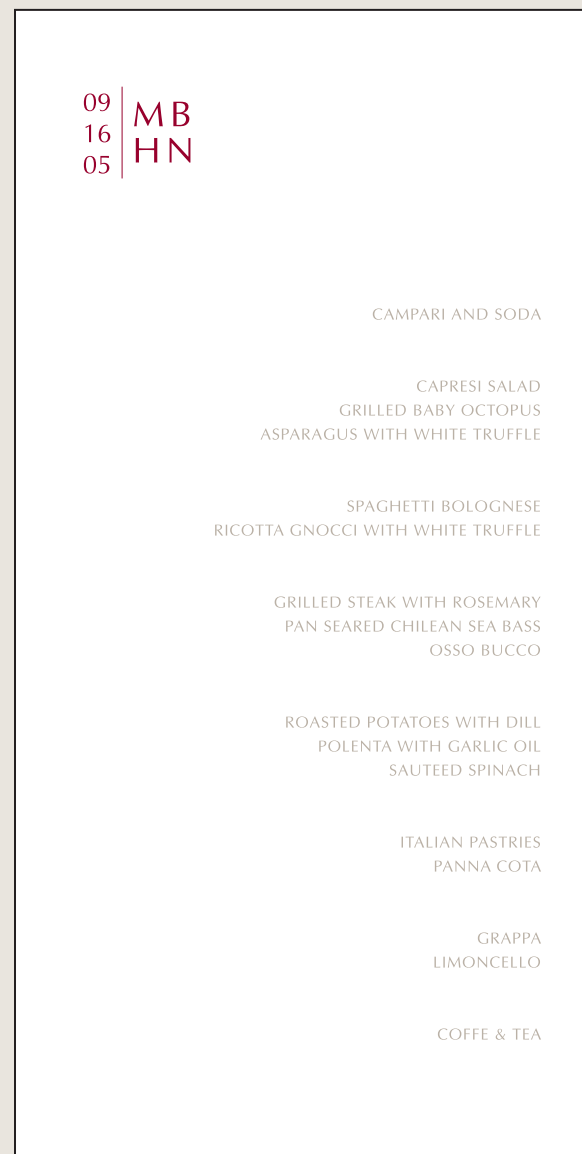 09
16
05
MB
HN
CAMPARI AND SODA
CAPRESI SALAD
GRILLED BABY OCTOPUS
ASPARAGUS WITH WHITE TRUFFLE
SPAGHETTI BOLOGNESE
RICOTTA GNOCCI WITH WHITE TRUFFLE
GRILLED STEAK WITH ROSEMARY
PAN SEARED CHILEAN SEA BASS
OSSO BUCCO
ROASTED POTATOES WITH DILL
POLENTA WITH GARLIC OIL
SAUTEED SPINACH
ITALIAN PASTRIES
PANNA COTA
GRAPPA
LIMONCELLO
COFFE & TEA